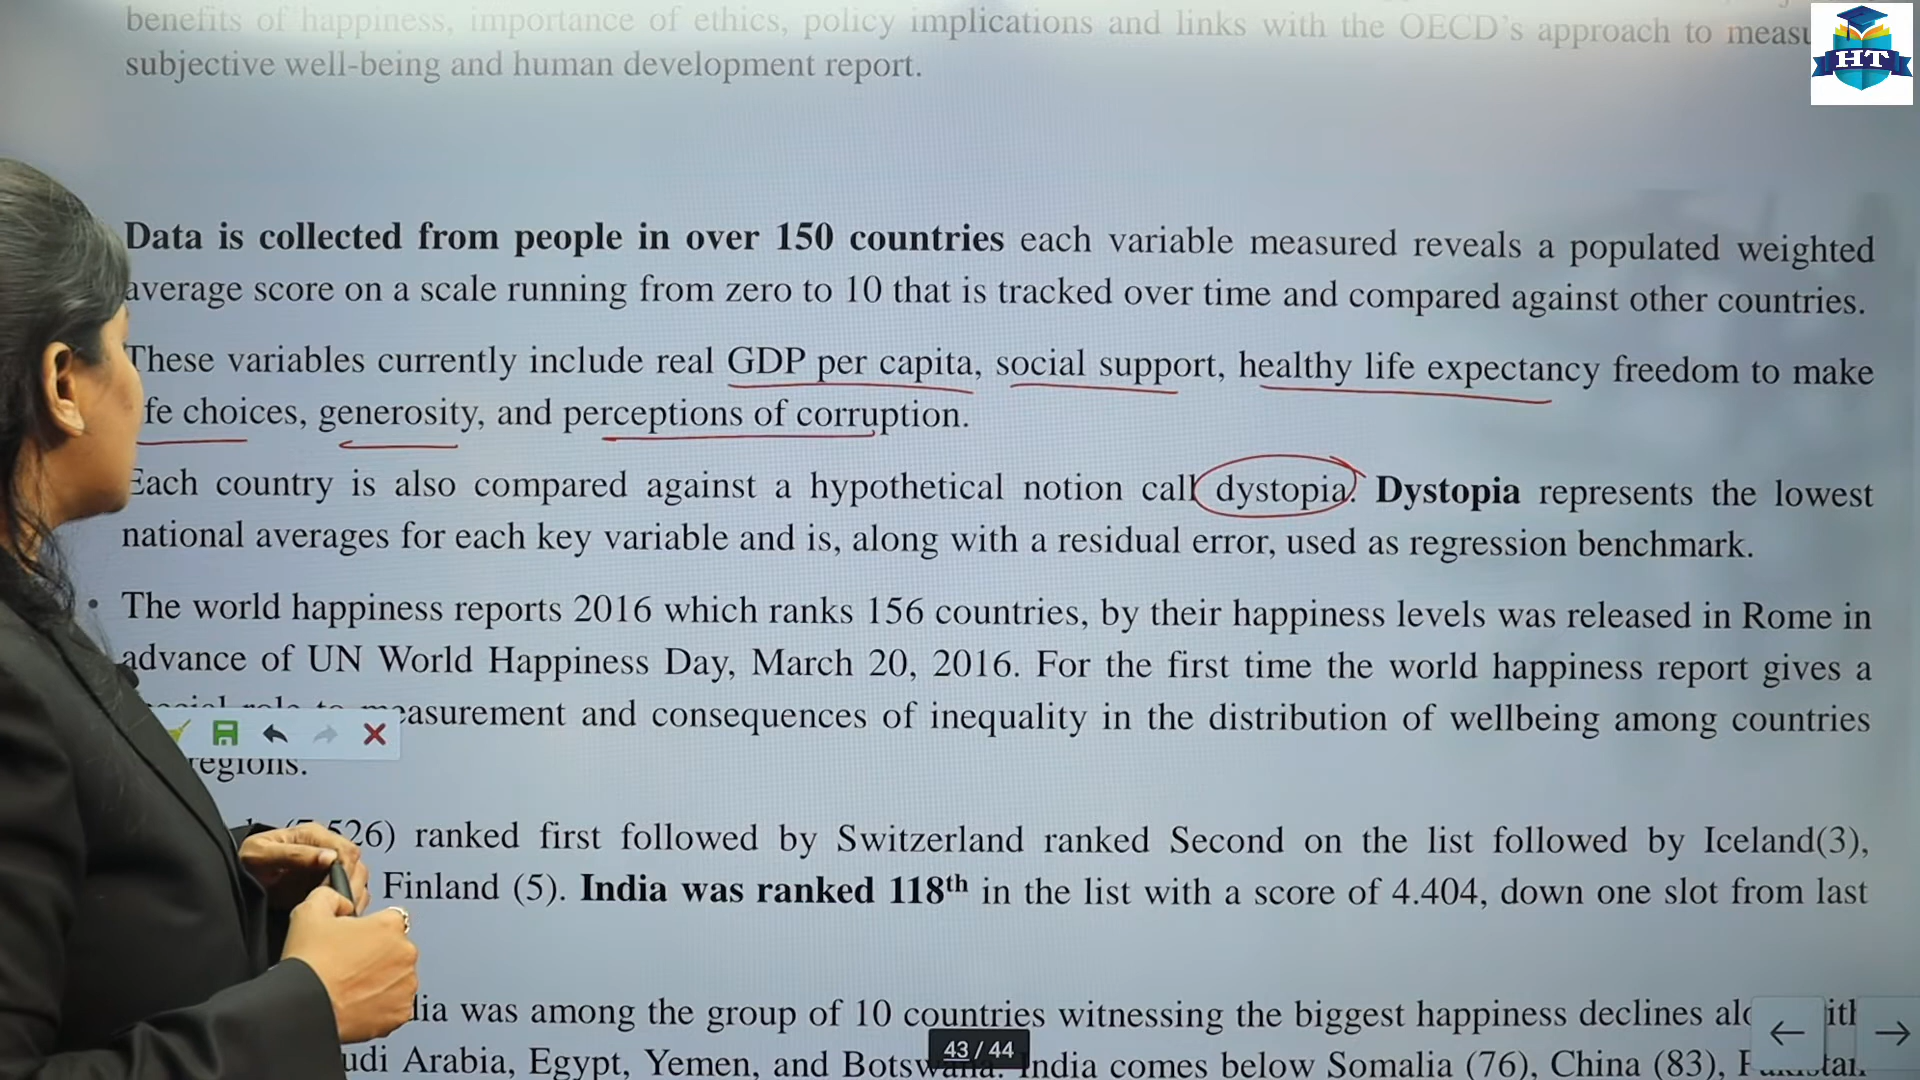 benefits of happiness, importance of ethics, policy implications and links with the OECD's approach to
subjective well-being and human development report.
HT
Data is collected from people in over 150 countries each variable measured reveals a populated weighted
average score on a scale running from zero to 10 that is tracked over time and compared against other countries.
These variables currently include real GDP per capita, social support, healthy life expectancy freedom to make
fe choices, generosity, and perceptions of corruption.
Each country is also compared against a hypothetical notion call dystopia. Dystopia represents the lowest
national averages for each key variable and is, along with a residual error, used as regression benchmark.
• The world happiness reports 2016 which ranks 156 countries, by their happiness levels was released in Rome in
advance of UN World Happiness Day, March 20, 2016. For the first time the world happiness report gives a
measurement and consequences of inequality in the distribution of wellbeing among countries
regions.
526) ranked first followed by Switzerland ranked Second on the list followed by Iceland(3),
Finland (5). India was ranked 118th in the list with a score of 4.404, down one slot from last
dia was among the group of 10 countries witnessing the biggest happiness declines
udi Arabia, Egypt, Yemen, and Botswana. India comes below Somalia (76), China (83),
43 / 44